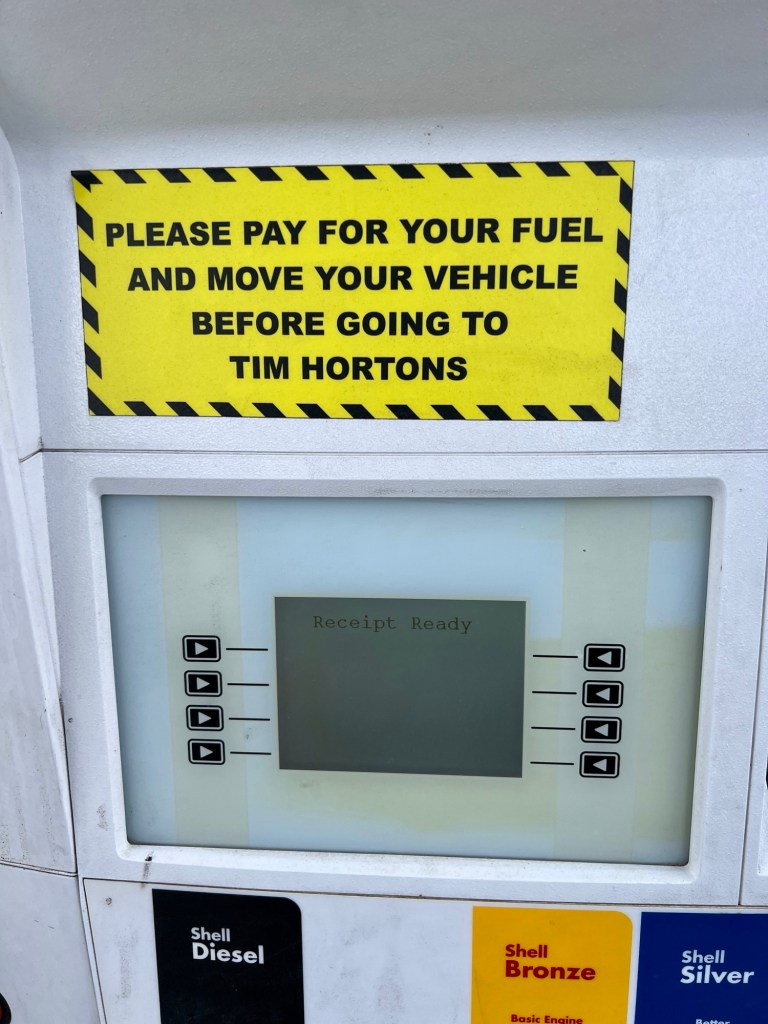 PLEASE PAY FOR YOUR FUEL
AND MOVE YOUR VEHICLE
BEFORE GOING TO
TIM HORTONS
Receipt Ready
Shell
Diesel
Shell
Bronze
Basic Engine
Shell
Silver
Better